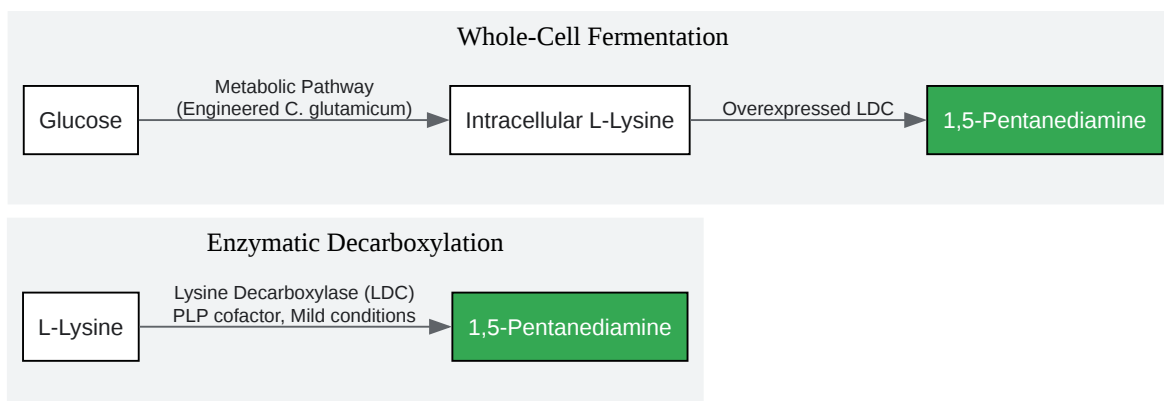 Whole-Cell Fermentation
Glucose
Metabolic Pathway
(Engineered C. glutamicum)
Intracellular L-Lysine
Overexpressed LDC
1,5-Pentanediamine
Enzymatic Decarboxylation
L-Lysine
Lysine Decarboxylase (LDC)
PLP cofactor, Mild conditions
1,5-Pentanediamine